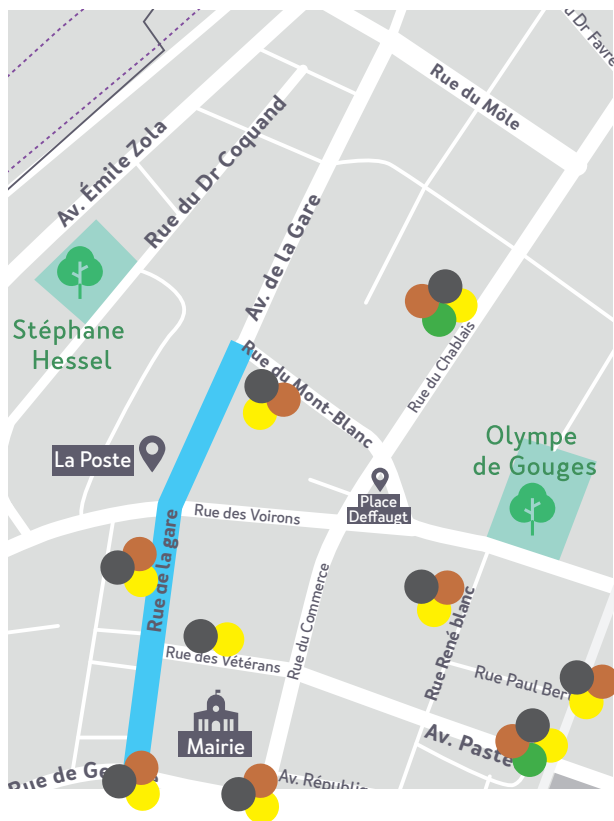 du Dr Favre
Rue du Môle
Av. Émile Zola
Rue du Dr Coquand
Av. de la Gare
Stéphane
Hessel
Rue du Chablais
Rue du Mont-Blanc
La Poste
Olympe
de Gouges
Place
Deffaugt
Rue des Voirons
Rue de la gare
Rue du Commerce
Rue René blanc
Rue des Vétérans
Rue Paul Ber
Mairie
Av. Paste
Rue de Ge
Av. Républiq